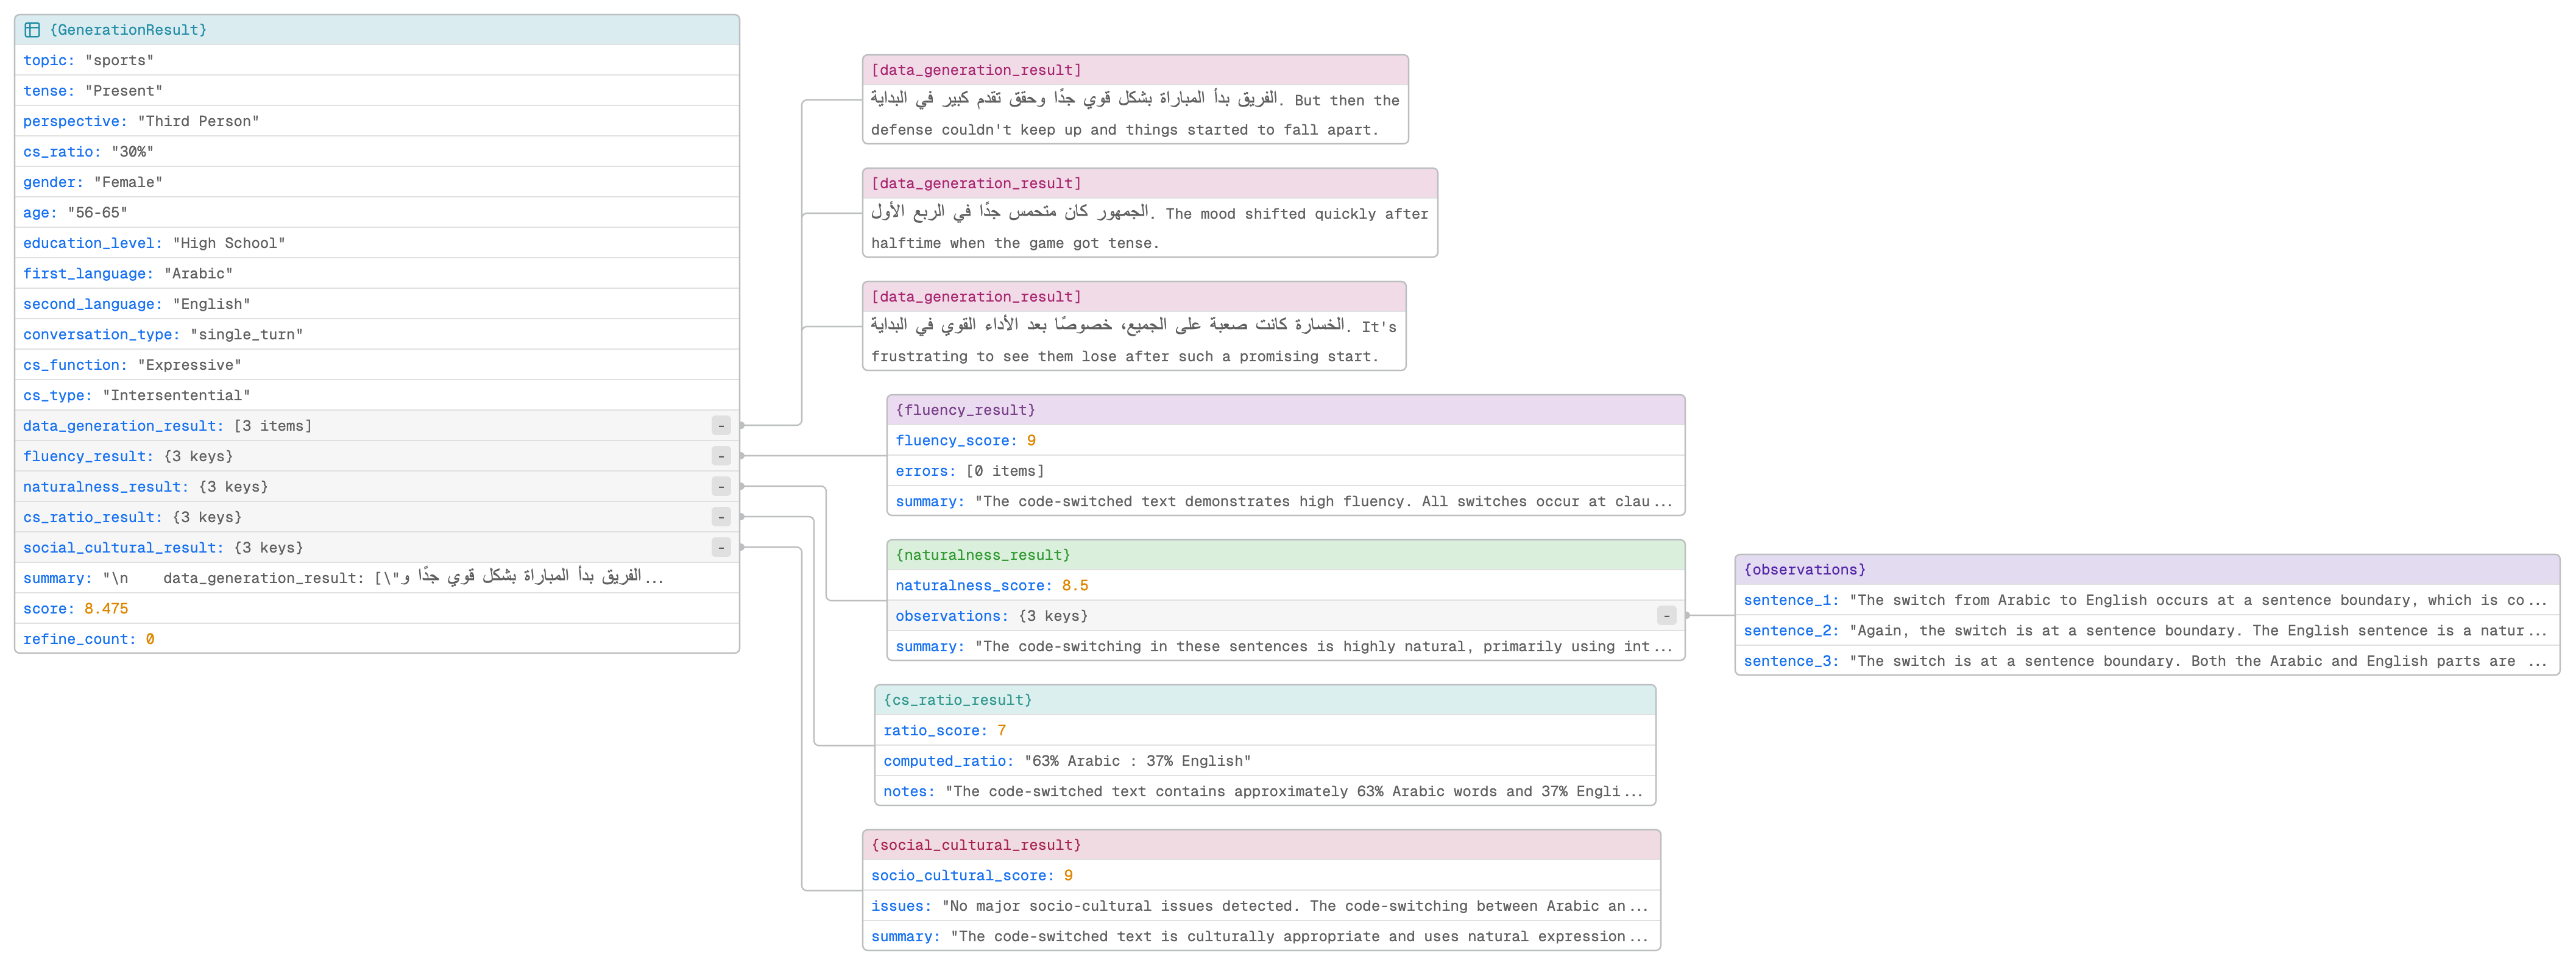 {GenerationResult}
topic: "sports"
tense: "Present"
perspective: "Third Person"
cs_ratio: "30%"
gender: "Female"
age: "56-65"
education_level: "High School"
first_language: "Arabic"
second_language: "English"
conversation_type: "single_turn"
cs_function: "Expressive"
cs_type: "Intersentential"
data_generation_result: [3 items] -
fluency_result: {3 keys} -
naturalness_result: {3 keys} -
cs_ratio_result: {3 keys} -
social_cultural_result: {3 keys} -
summary: "\n    data_generation_result: [\"الفريق بدأ المباراة بشكل قوي جدًا و...
score: 8.475
refine_count: 0
[data_generation_result]
الفريق بدأ المباراة بشكل قوي جدًا وحقق تقدم كبير في البداية. But then the
defense couldn't keep up and things started to fall apart.
[data_generation_result]
الجمهور كان متحمس جدًا في الربع الأول. The mood shifted quickly after
halftime when the game got tense.
[data_generation_result]
الخسارة كانت صعبة على الجميع، خصوصًا بعد الأداء القوي في البداية. It's
frustrating to see them lose after such a promising start.
{fluency_result}
fluency_score: 9
errors: [0 items]
summary: "The code-switched text demonstrates high fluency. All switches occur at clau...
{naturalness_result}
naturalness_score: 8.5
observations: {3 keys} -
summary: "The code-switching in these sentences is highly natural, primarily using int...
{observations}
sentence_1: "The switch from Arabic to English occurs at a sentence boundary, which is co...
sentence_2: "Again, the switch is at a sentence boundary. The English sentence is a natur...
sentence_3: "The switch is at a sentence boundary. Both the Arabic and English parts are ...
{cs_ratio_result}
ratio_score: 7
computed_ratio: "63% Arabic : 37% English"
notes: "The code-switched text contains approximately 63% Arabic words and 37% Engli...
{social_cultural_result}
socio_cultural_score: 9
issues: "No major socio-cultural issues detected. The code-switching between Arabic an...
summary: "The code-switched text is culturally appropriate and uses natural expression...